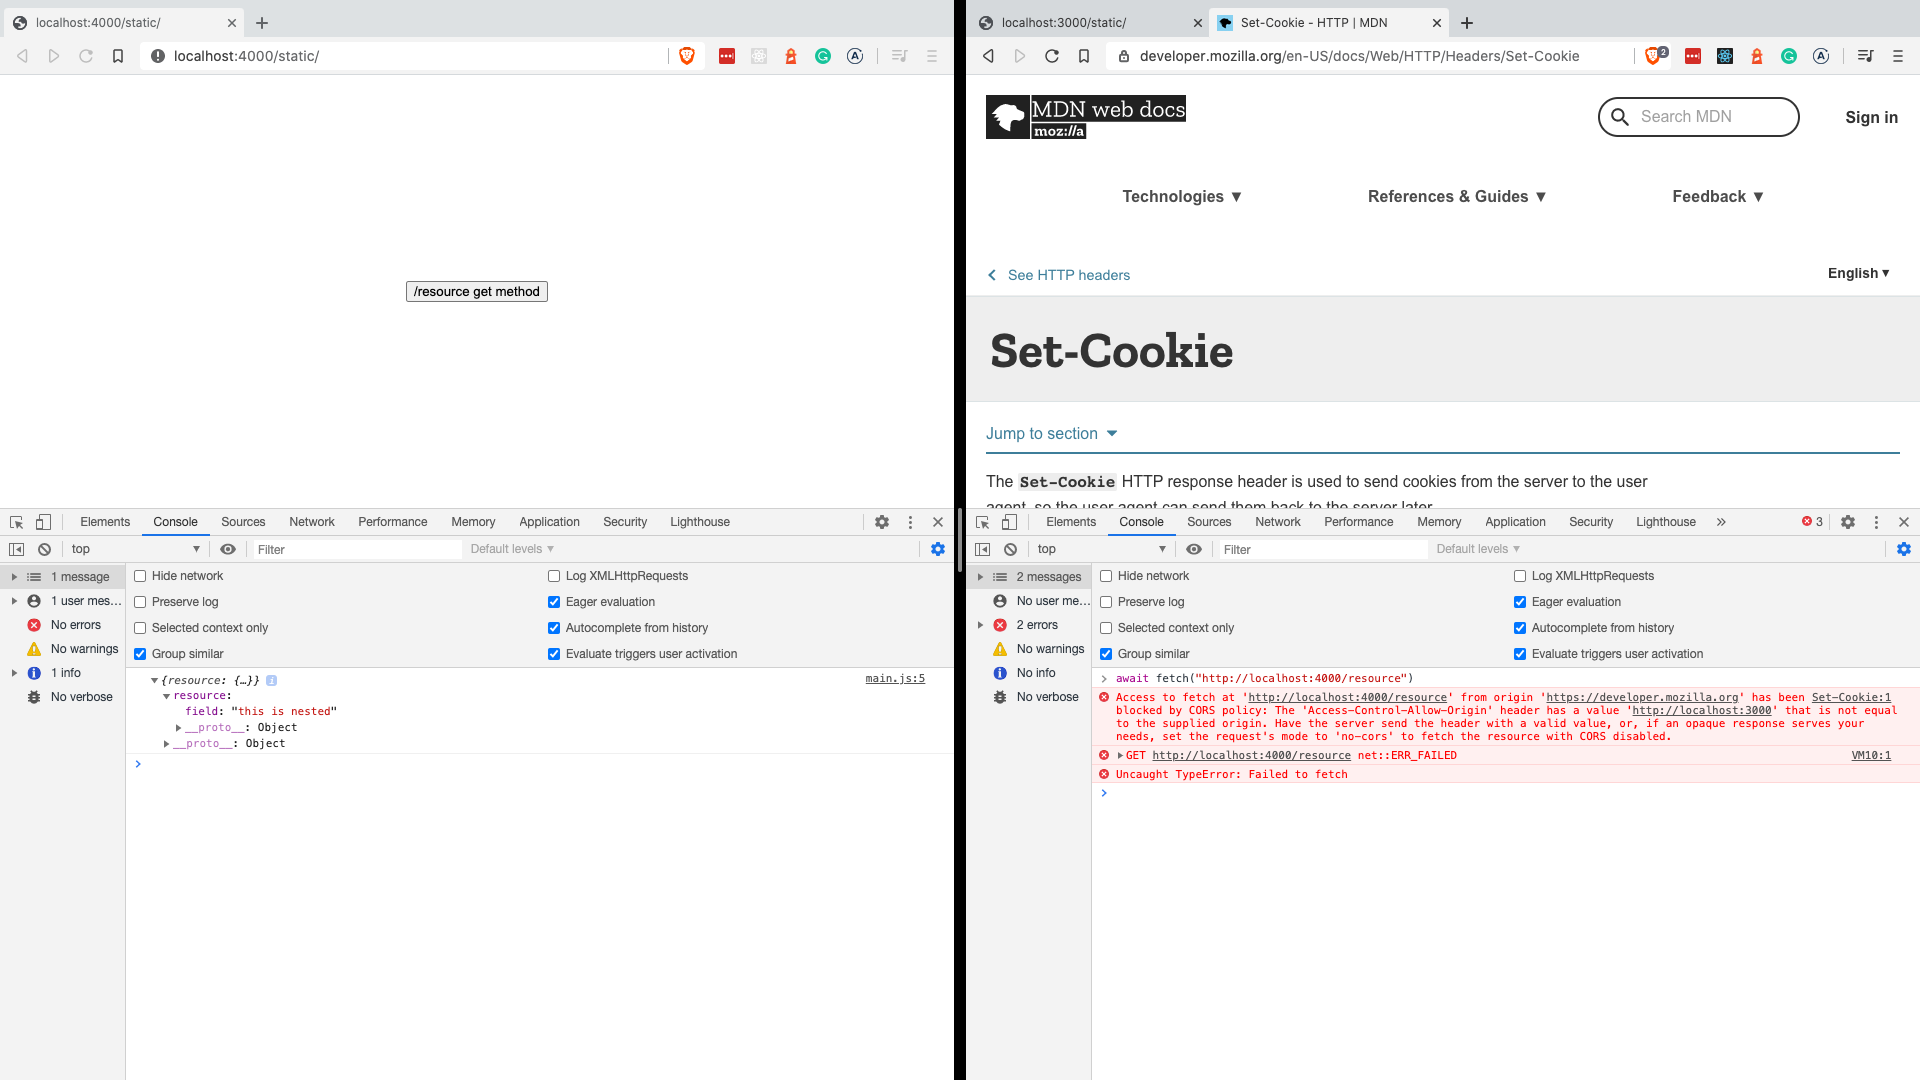 localhost:4000/static/
localhost:4000/static/
/resource get method
Elements Console Sources Network Performance Memory Application Security Lighthouse
top Filter Default levels ▼
1 message
1 user mes...
No errors
No warnings
1 info
No verbose
Hide network
Log XMLHttpRequests
Preserve log
Eager evaluation
Selected context only
Autocomplete from history
Group similar
Evaluate triggers user activation
▼{resource: {…}} i main.js:5
▼resource:
field: "this is nested"
▶__proto__: Object
▶__proto__: Object
>
localhost:3000/static/
Set-Cookie - HTTP | MDN
developer.mozilla.org/en-US/docs/Web/HTTP/Headers/Set-Cookie 2
MDN web docs
moz://a
Search MDN
Sign in
Technologies ▼ References & Guides ▼ Feedback ▼
See HTTP headers
English ▼
Set-Cookie
Jump to section
The Set-Cookie HTTP response header is used to send cookies from the server to the user
agent, so the user agent can send them back to the server later.
Elements Console Sources Network Performance Memory Application Security Lighthouse » 3
top Filter Default levels ▼
2 messages
No user me...
2 errors
No warnings
No info
No verbose
Hide network
Log XMLHttpRequests
Preserve log
Eager evaluation
Selected context only
Autocomplete from history
Group similar
Evaluate triggers user activation
> await fetch("http://localhost:4000/resource")
Access to fetch at 'http://localhost:4000/resource' from origin 'https://developer.mozilla.org' has been Set-Cookie:1
blocked by CORS policy: The 'Access-Control-Allow-Origin' header has a value 'http://localhost:3000' that is not equal
to the supplied origin. Have the server send the header with a valid value, or, if an opaque response serves your
needs, set the request's mode to 'no-cors' to fetch the resource with CORS disabled.
▶GET http://localhost:4000/resource net::ERR_FAILED VM10:1
Uncaught TypeError: Failed to fetch
>